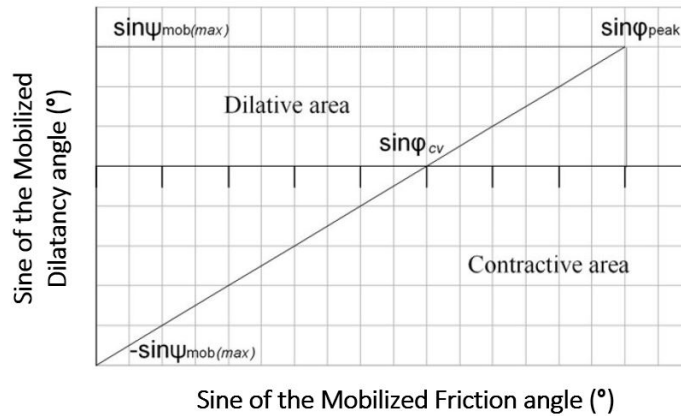 sinψmob(max)
sinφpeak
Dilative area
sinφcv
Contractive area
-sinψmob(max)
Sine of the Mobilized
Dilatancy angle (°)
Sine of the Mobilized Friction angle (°)